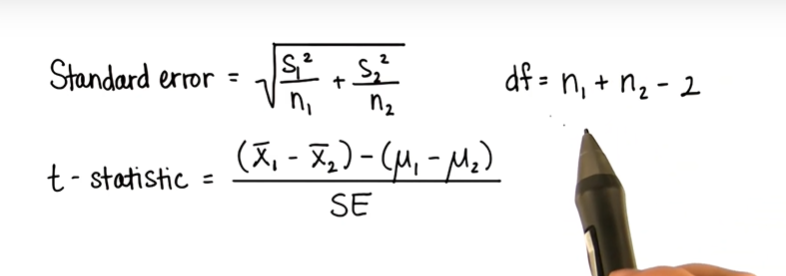 Standard error = √(S₁²/n₁ + S₂²/n₂)
df = n₁ + n₂ - 2
t - statistic = (x̄₁ - x̄₂) - (μ₁ - μ₂) / SE